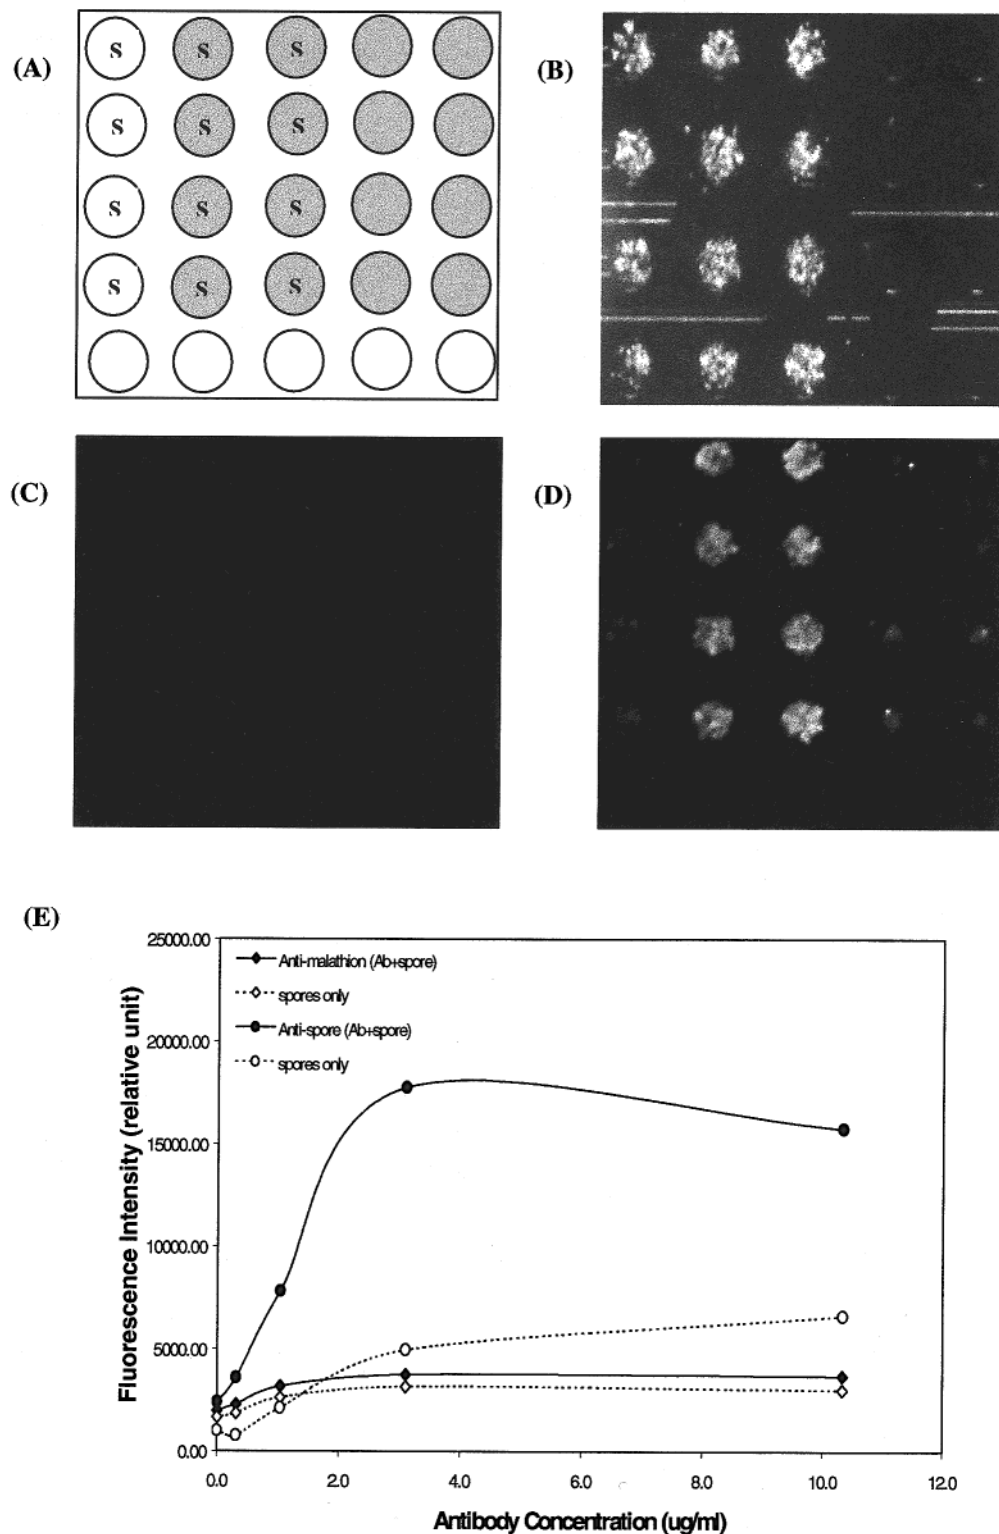 (A)
S S S
S S S
S S S
S S S
(B)
(C)
(D)
(E)
Fluorescence Intensity (relative unit)
25000.00
20000.00
15000.00
10000.00
5000.00
0.00
Anti-malathion (Ab+spore)
spores only
Anti-spore (Ab+spore)
spores only
0.0 2.0 4.0 6.0 8.0 10.0 12.0
Antibody Concentration (ug/ml)